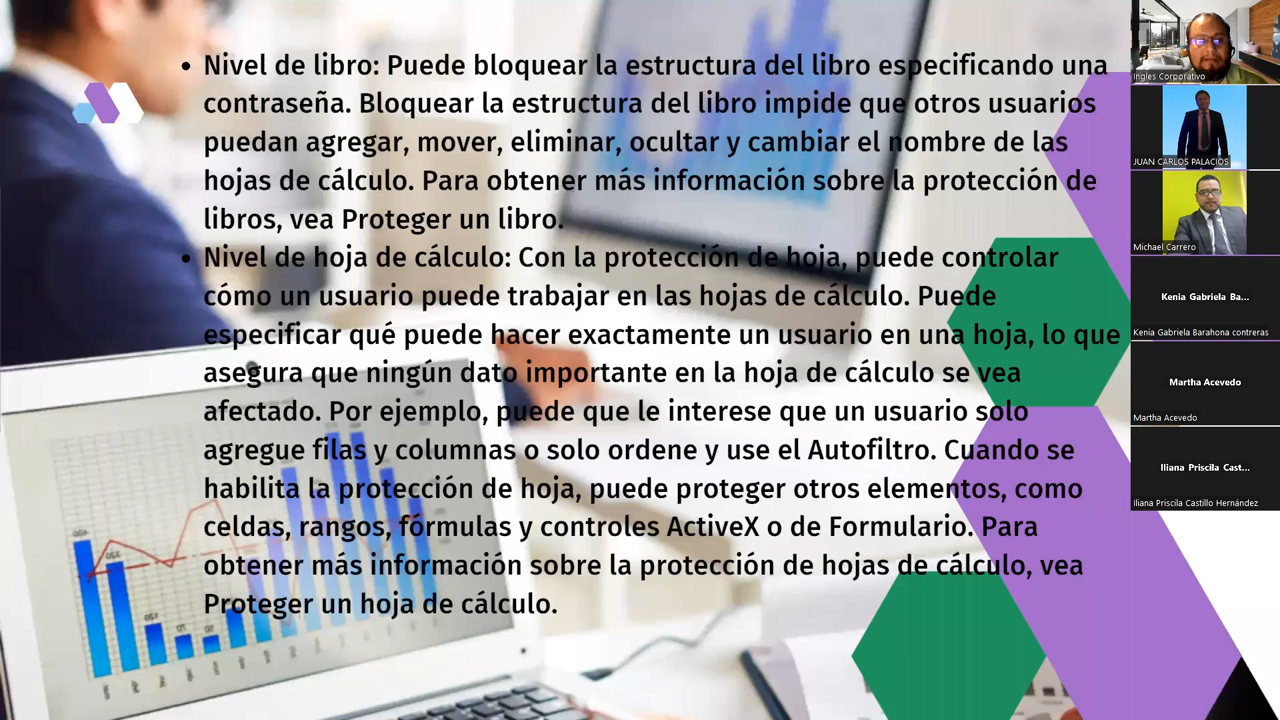 • Nivel de libro: Puede bloquear la estructura del libro especificando una
contraseña. Bloquear la estructura del libro impide que otros usuarios
puedan agregar, mover, eliminar, ocultar y cambiar el nombre de las
hojas de cálculo. Para obtener más información sobre la protección de
libros, vea Proteger un libro.
• Nivel de hoja de cálculo: Con la protección de hoja, puede controlar
cómo un usuario puede trabajar en las hojas de cálculo. Puede
especificar qué puede hacer exactamente un usuario en una hoja, lo que
asegura que ningún dato importante en la hoja de cálculo se vea
afectado. Por ejemplo, puede que le interese que un usuario solo
agregue filas y columnas o solo ordene y use el Autofiltro. Cuando se
habilita la protección de hoja, puede proteger otros elementos, como
celdas, rangos, fórmulas y controles ActiveX o de Formulario. Para
obtener más información sobre la protección de hojas de cálculo, vea
Proteger un hoja de cálculo.
Ingles Corporativo
JUAN CARLOS PALACIOS
Michael Carrero
Kenia Gabriela Ba...
Kenia Gabriela Barahona contreras
Martha Acevedo
Martha Acevedo
Iliana Priscila Cast...
Iliana Priscila Castillo Hernández